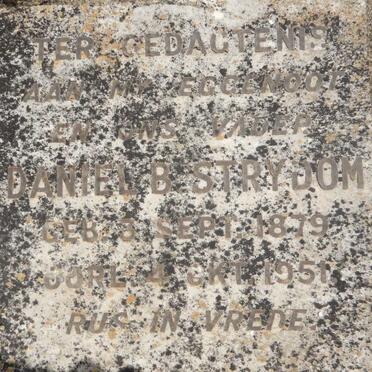 TER GEDAGTENIS
AAN MY EGGENOOT
EN ONS VADER
DANIEL B STRYDOM
GEB. 3 SEPT. 1879
OORL. 4 OKT. 1951
RUS IN VREDE